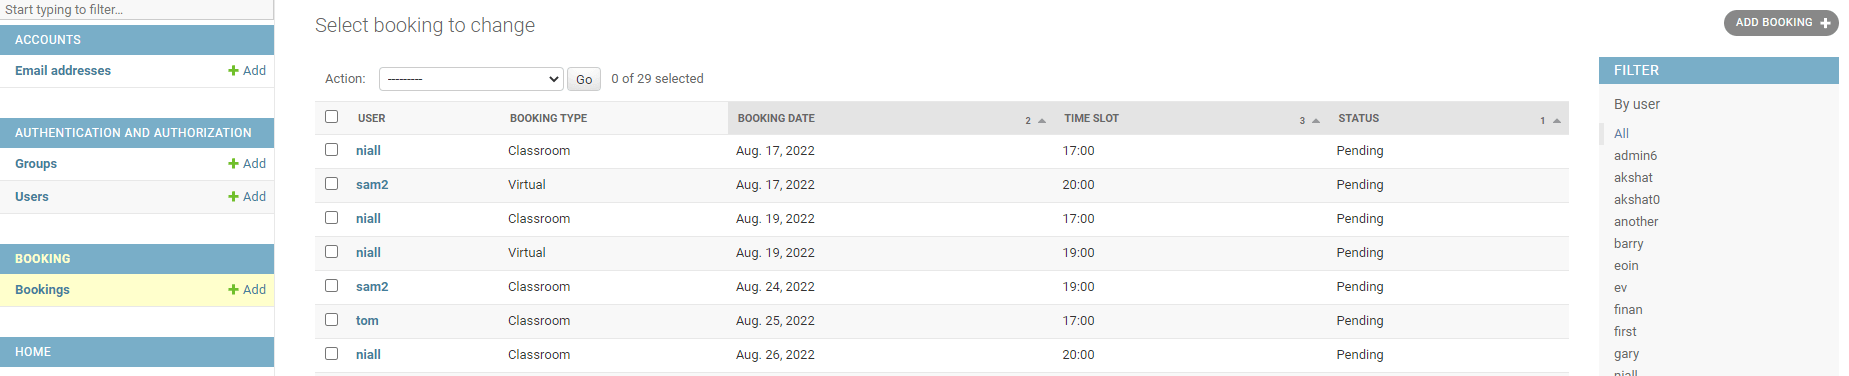 Start typing to filter…
ACCOUNTS
Email addresses + Add
AUTHENTICATION AND AUTHORIZATION
Groups + Add
Users + Add
BOOKING
Bookings + Add
HOME
Select booking to change
ADD BOOKING +
Action: --------- Go 0 of 29 selected
USER BOOKING TYPE BOOKING DATE 2 TIME SLOT 3 STATUS 1
niall Classroom Aug. 17, 2022 17:00 Pending
sam2 Virtual Aug. 17, 2022 20:00 Pending
niall Classroom Aug. 19, 2022 17:00 Pending
niall Virtual Aug. 19, 2022 19:00 Pending
sam2 Classroom Aug. 24, 2022 19:00 Pending
tom Classroom Aug. 25, 2022 17:00 Pending
niall Classroom Aug. 26, 2022 20:00 Pending
FILTER
By user
All
admin6
akshat
akshat0
another
barry
eoin
ev
finan
first
gary
niall